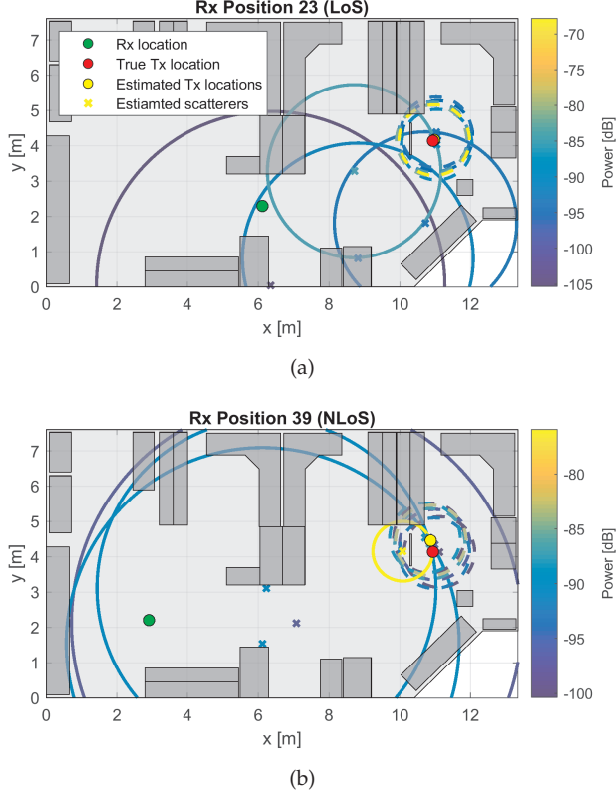 Rx Position 23 (LoS)
Rx location
True Tx location
Estimated Tx locations
Estiamted scatterers
7
6
5
4
3
2
1
0
y [m]
0 2 4 6 8 10 12
x [m]
-70
-75
-80
-85
-90
-95
-100
-105
Power [dB]
(a)
Rx Position 39 (NLoS)
7
6
5
4
3
2
1
0
y [m]
0 2 4 6 8 10 12
x [m]
-80
-85
-90
-95
-100
Power [dB]
(b)